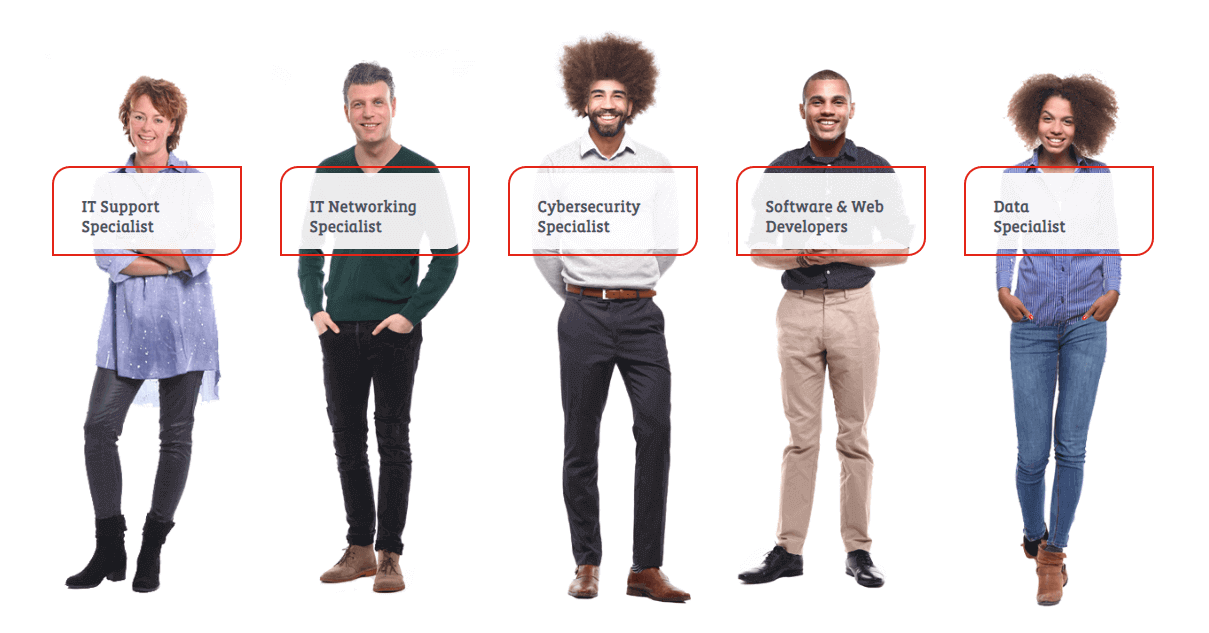 IT Support
Specialist
IT Networking
Specialist
Cybersecurity
Specialist
Software & Web
Developers
Data
Specialist